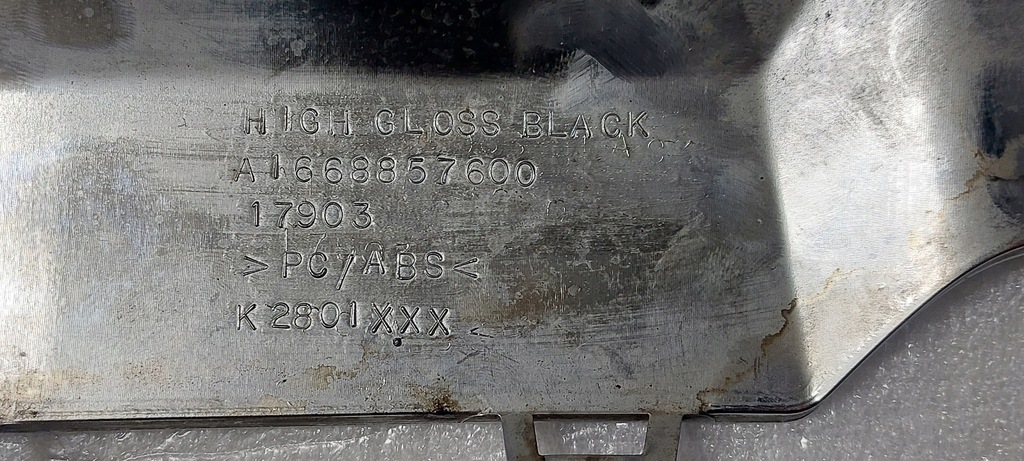 HIGH GLOSS BLACK
A1668857600
17903
>PC/ABS<
K2801XXX